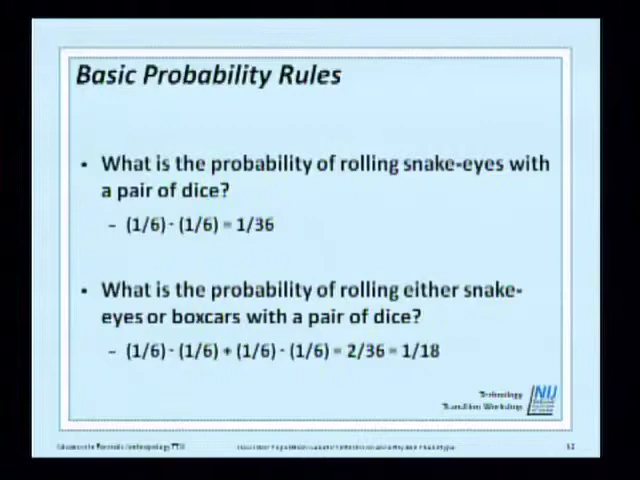 Basic Probability Rules
• What is the probability of rolling snake-eyes with
a pair of dice?
– (1/6) · (1/6) = 1/36
• What is the probability of rolling either snake-
eyes or boxcars with a pair of dice?
– (1/6) · (1/6) + (1/6) · (1/6) = 2/36 = 1/18
Technology
Transition Workshop
NIJ